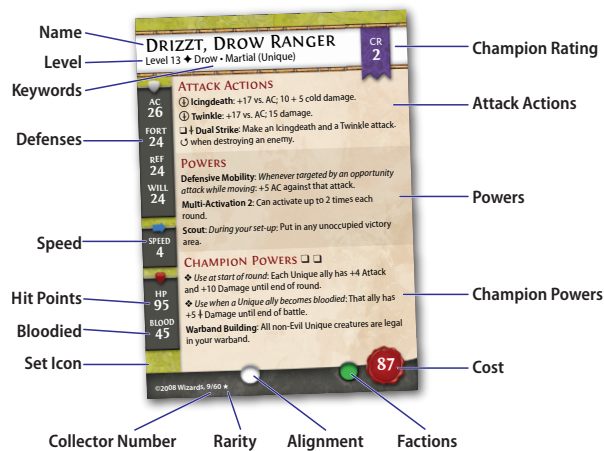 Name
Level
Keywords
Defenses
Speed
Hit Points
Bloodied
Set Icon
DRIZZT, DROW RANGER
Level 13 ✦ Drow • Martial (Unique)
CR
2
AC
26
FORT
24
REF
24
WILL
24
SPEED
4
HP
95
BLOOD
45
ATTACK ACTIONS
Icingdeath: +17 vs. AC; 10 + 5 cold damage.
Twinkle: +17 vs. AC; 15 damage.
Dual Strike: Make an Icingdeath and a Twinkle attack.
when destroying an enemy.
POWERS
Defensive Mobility: Whenever targeted by an opportunity
attack while moving: +5 AC against that attack.
Multi-Activation 2: Can activate up to 2 times each
round.
Scout: During your set-up: Put in any unoccupied victory
area.
CHAMPION POWERS ❑ ❑
❖ Use at start of round: Each Unique ally has +4 Attack
and +10 Damage until end of round.
❖ Use when a Unique ally becomes bloodied: That ally has
+5 Damage until end of battle.
Warband Building: All non-Evil Unique creatures are legal
in your warband.
©2008 Wizards, 9/60 ★
87
Champion Rating
Attack Actions
Powers
Champion Powers
Cost
Collector Number
Rarity
Alignment
Factions